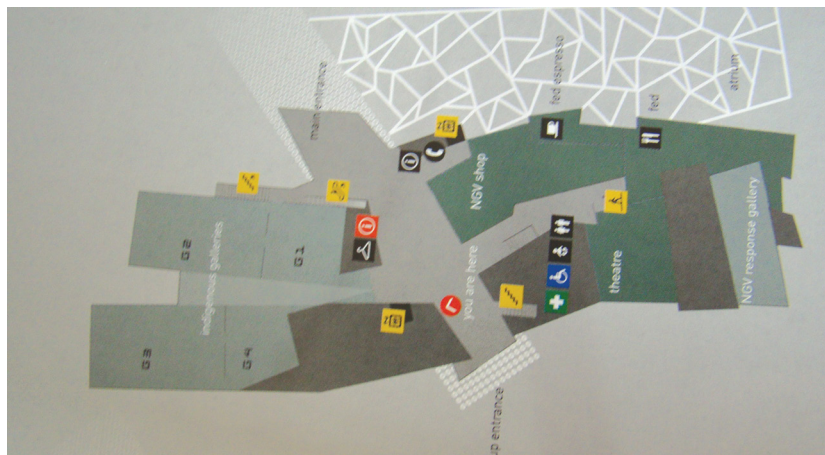 main entrance
fed espresso
fed
atrium
NGV shop
NGV response gallery
theatre
you are here
indigenous galleries
G2
G1
G3
G4
up entrance